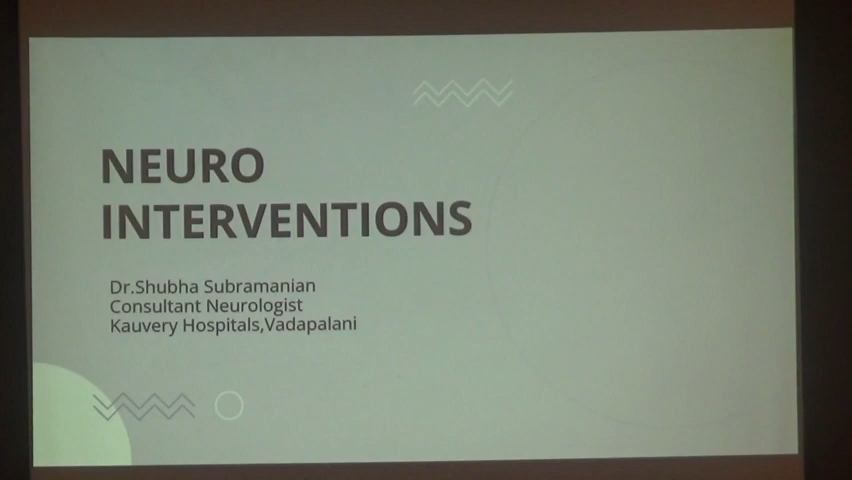 NEURO
INTERVENTIONS
Dr.Shubha Subramanian
Consultant Neurologist
Kauvery Hospitals,Vadapalani